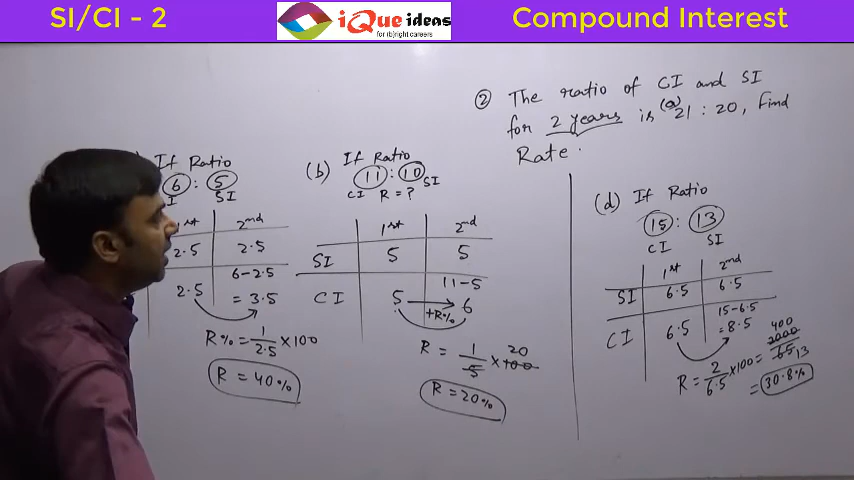 SI/CI - 2
iQue ideas
for (b)right careers
Compound Interest
② The ratio of CI and SI
for 2 years is (a) 21 : 20, Find
Rate.
If Ratio
6 : 5
I SI
1st 2nd
2.5 2.5
6-2.5
2.5 = 3.5
R% = 1/2.5 × 100
R = 40%
(b) If Ratio
11 : 10
CI R = ? SI
1st 2nd
SI 5 5
11-5
CI 5 6
+R%
R = 1/5 × 100 20
R = 20%
(d) If Ratio
15 : 13
CI SI
1st 2nd
SI 6.5 6.5
15-6.5
CI 6.5 = 8.5
R = 2/6.5 × 100 = 2000/65 400 13
= 30.8%